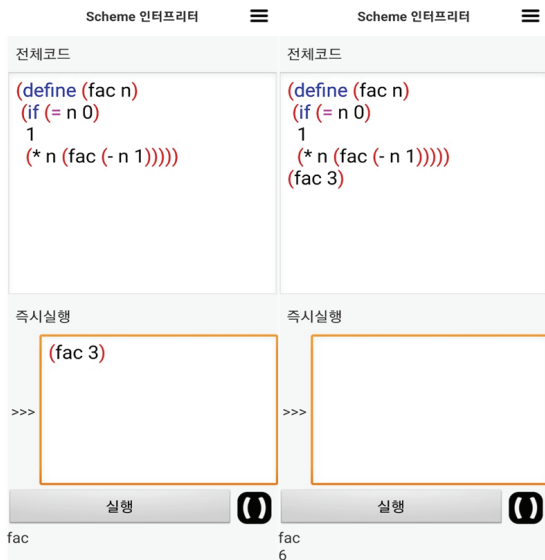 Scheme 인터프리터
전체코드
(define (fac n)
(if (= n 0)
1
(* n (fac (- n 1)))))
즉시실행
>>>
(fac 3)
실행
( )
fac
Scheme 인터프리터
전체코드
(define (fac n)
(if (= n 0)
1
(* n (fac (- n 1)))))
(fac 3)
즉시실행
>>>
실행
( )
fac
6